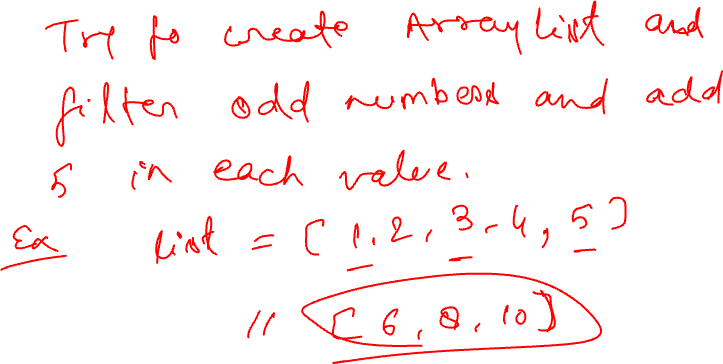 Try to create ArrayList and
filter odd numbers and add
5 in each value.
Ex list = [1, 2, 3, 4, 5]
// [6, 8, 10]